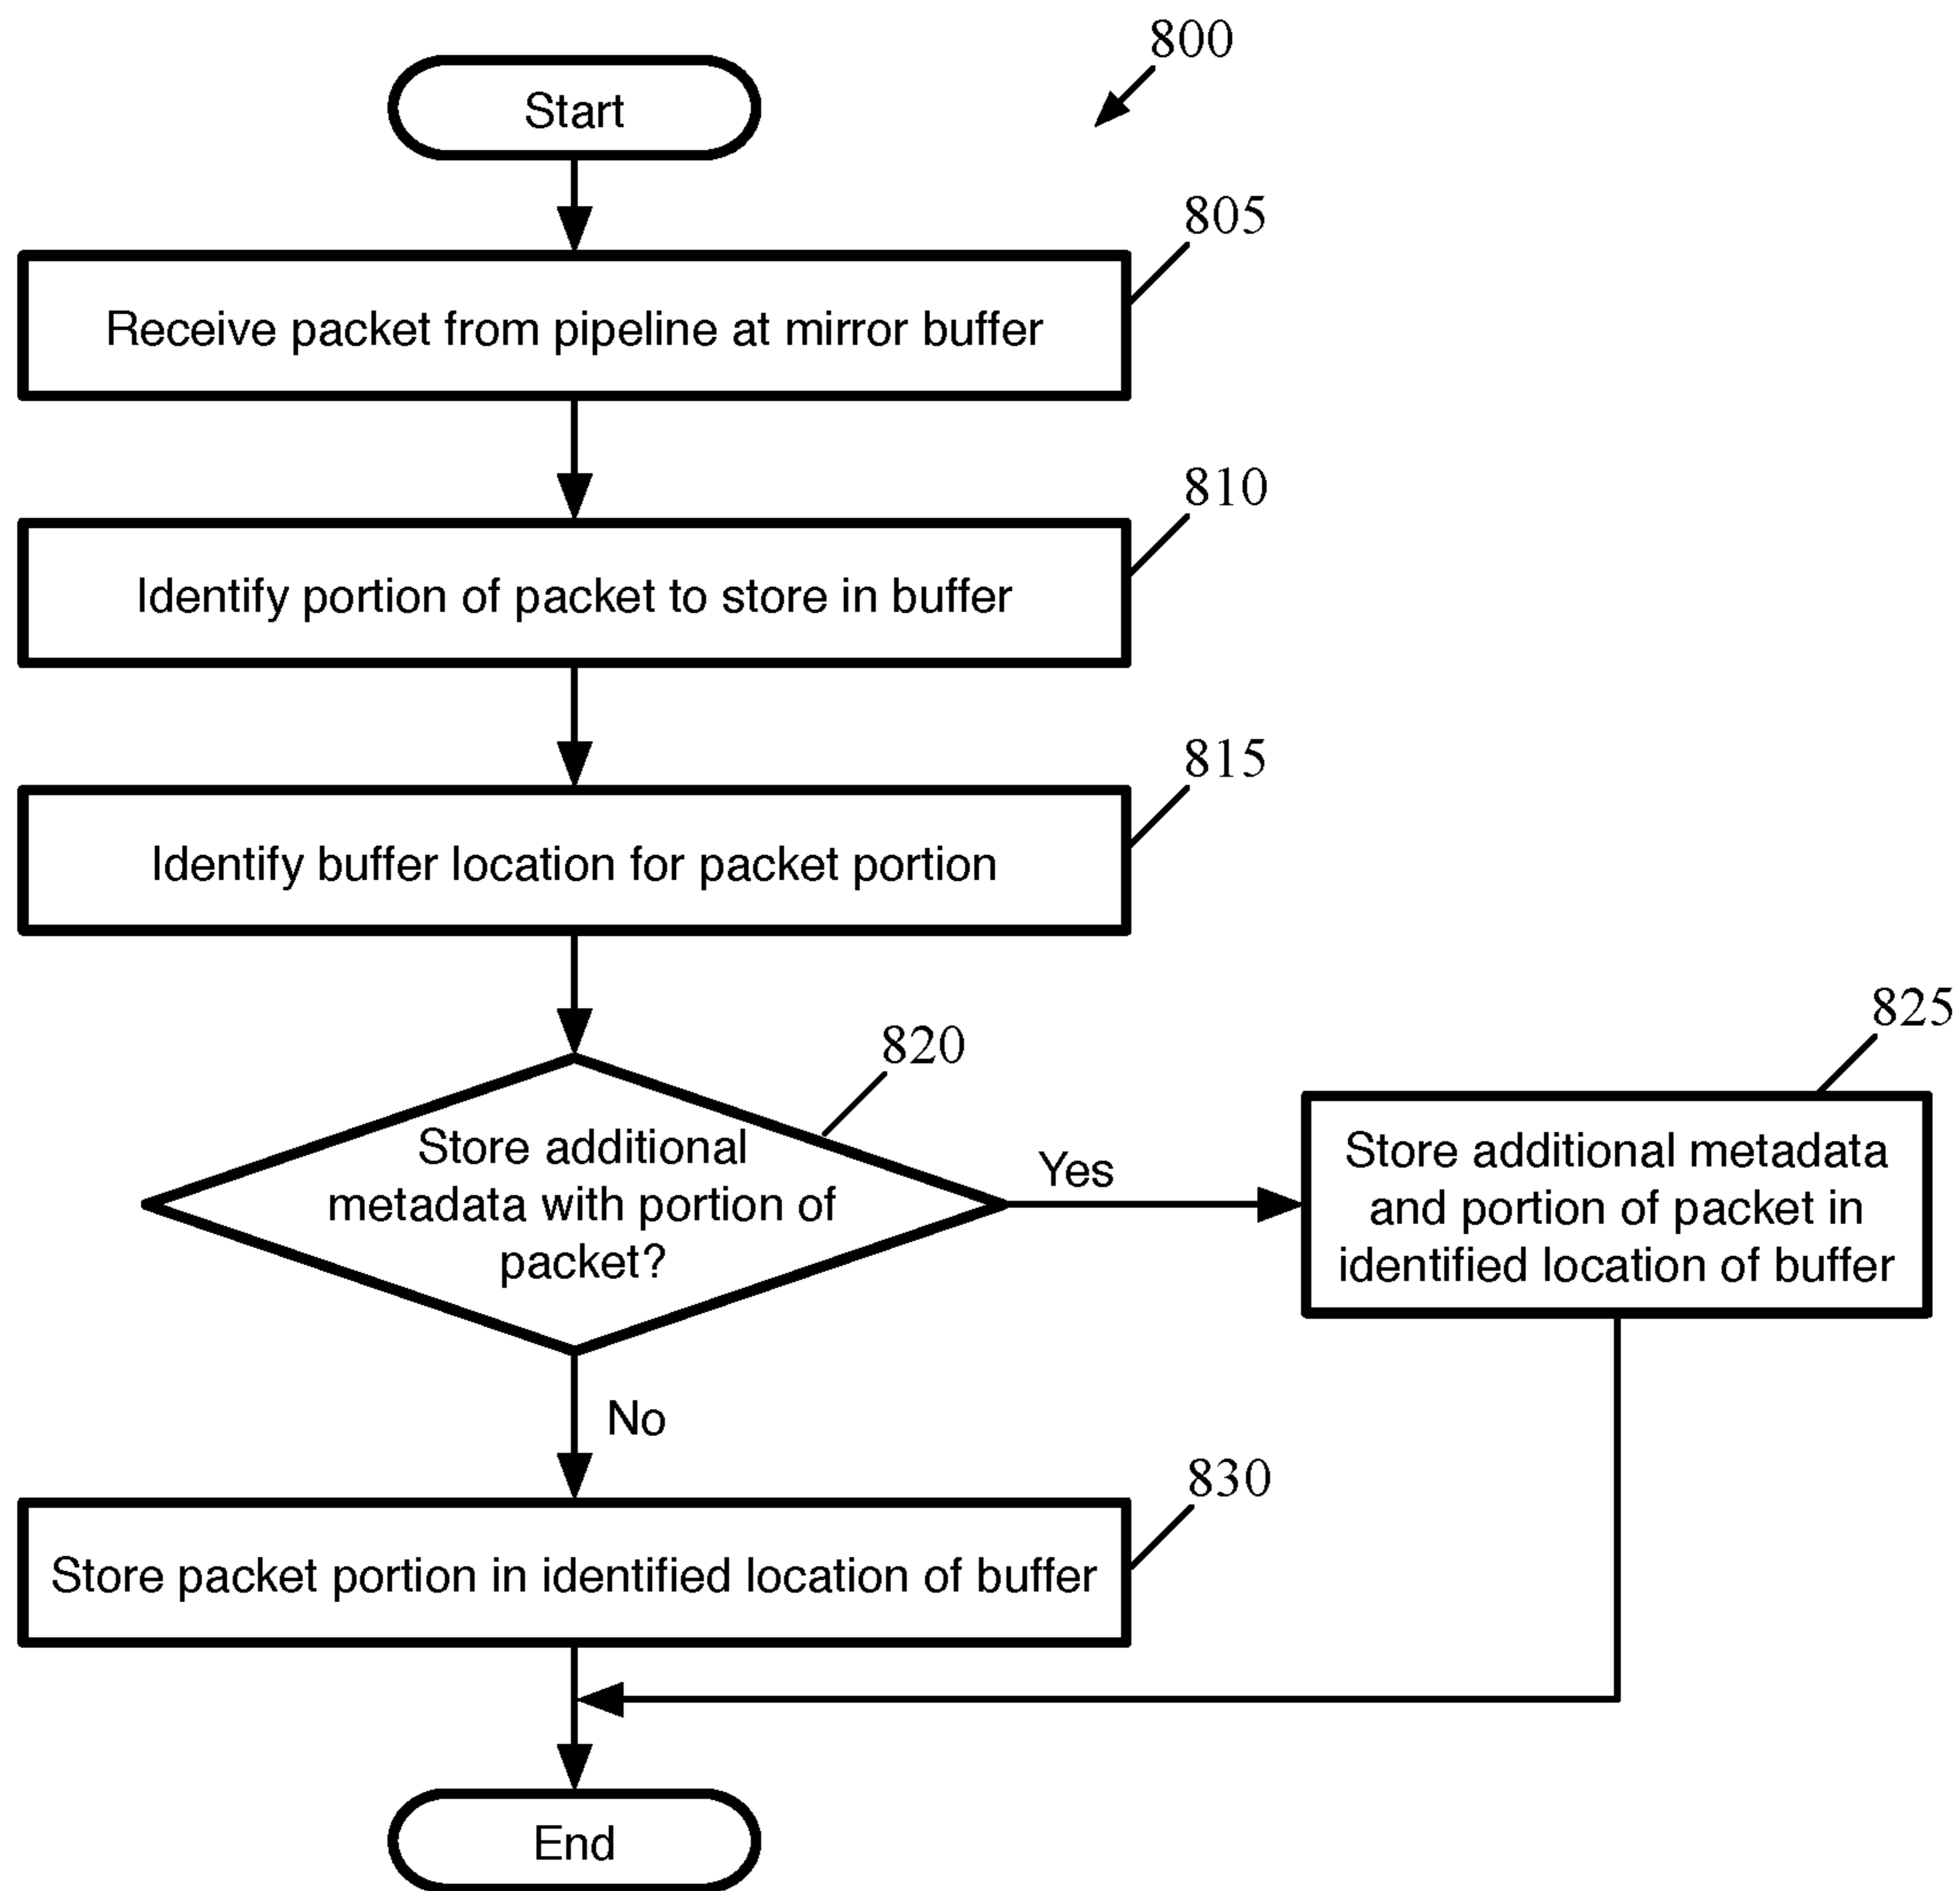 800
Start
805
Receive packet from pipeline at mirror buffer
810
Identify portion of packet to store in buffer
815
Identify buffer location for packet portion
820
Store additional
metadata with portion of
packet?
Yes
825
Store additional metadata
and portion of packet in
identified location of buffer
No
830
Store packet portion in identified location of buffer
End